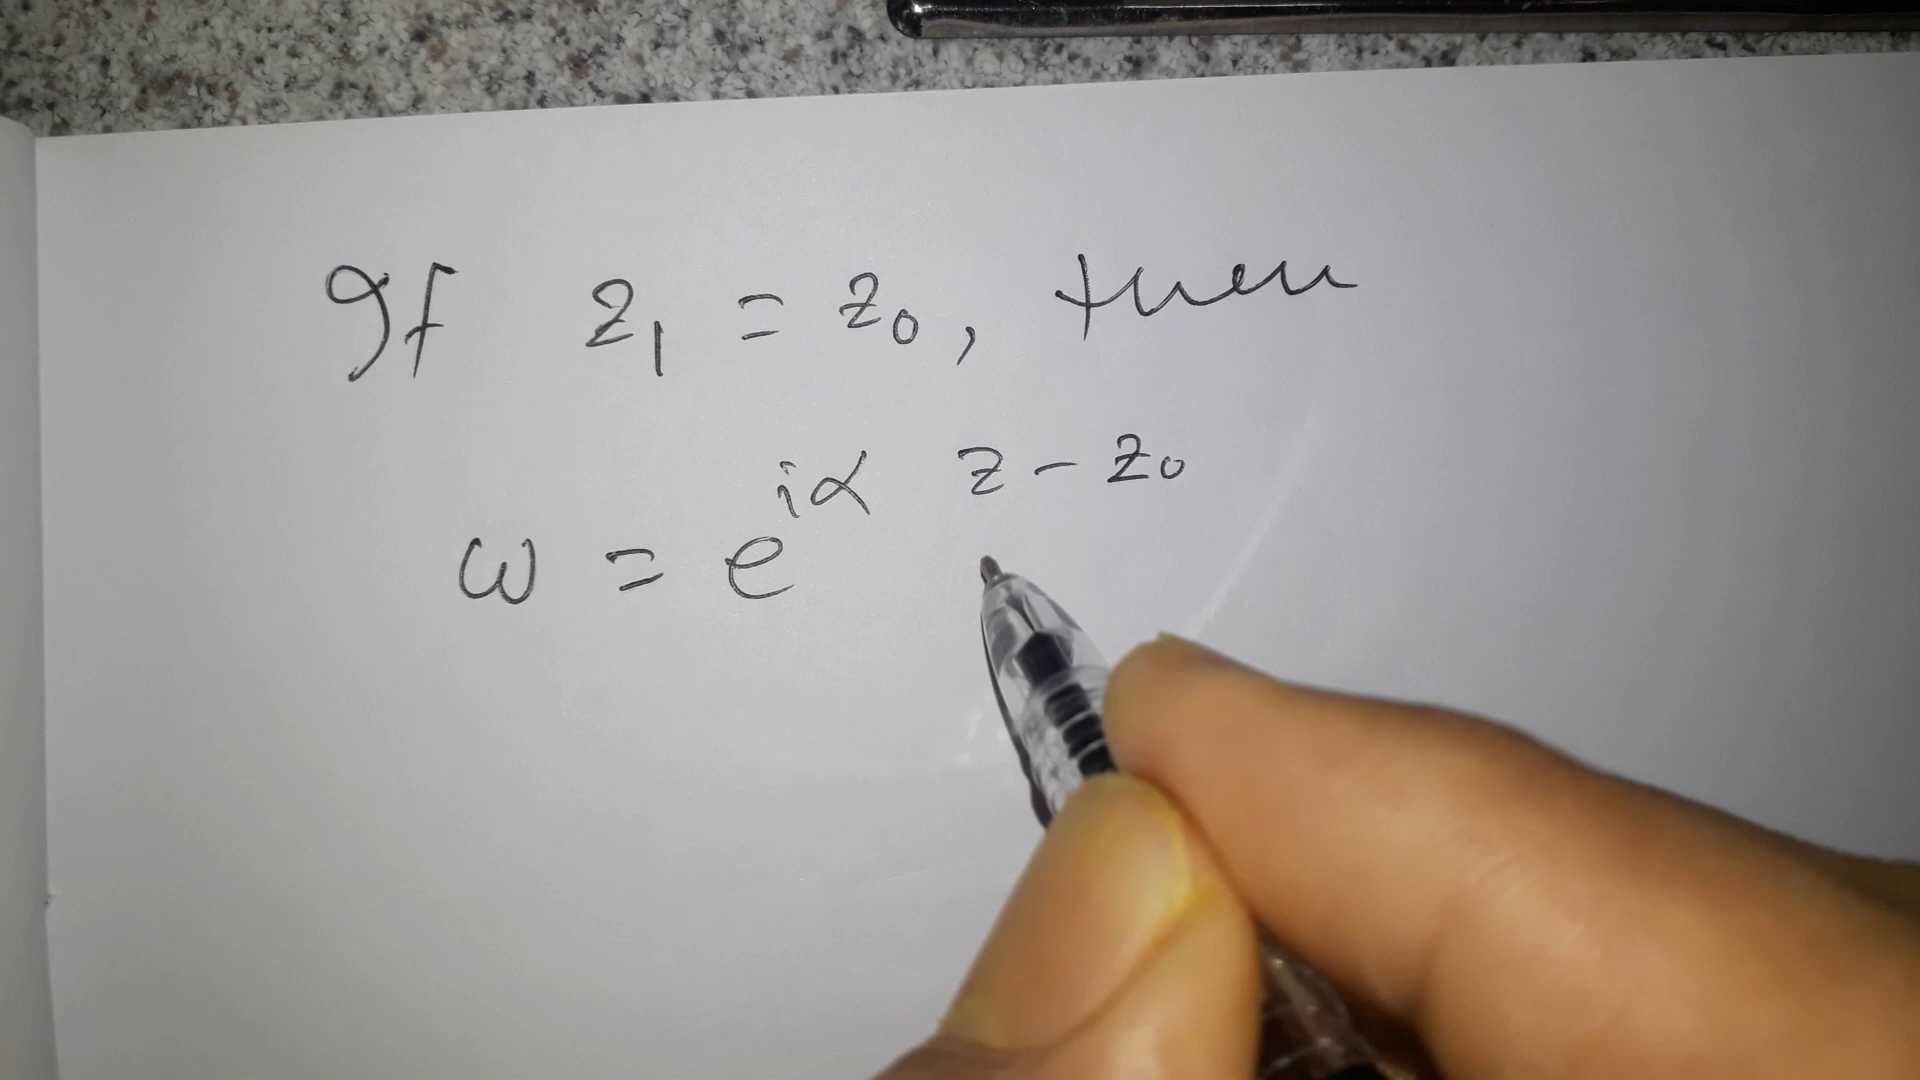 If z₁ = z₀, then
ω = e^{iα} z - z₀